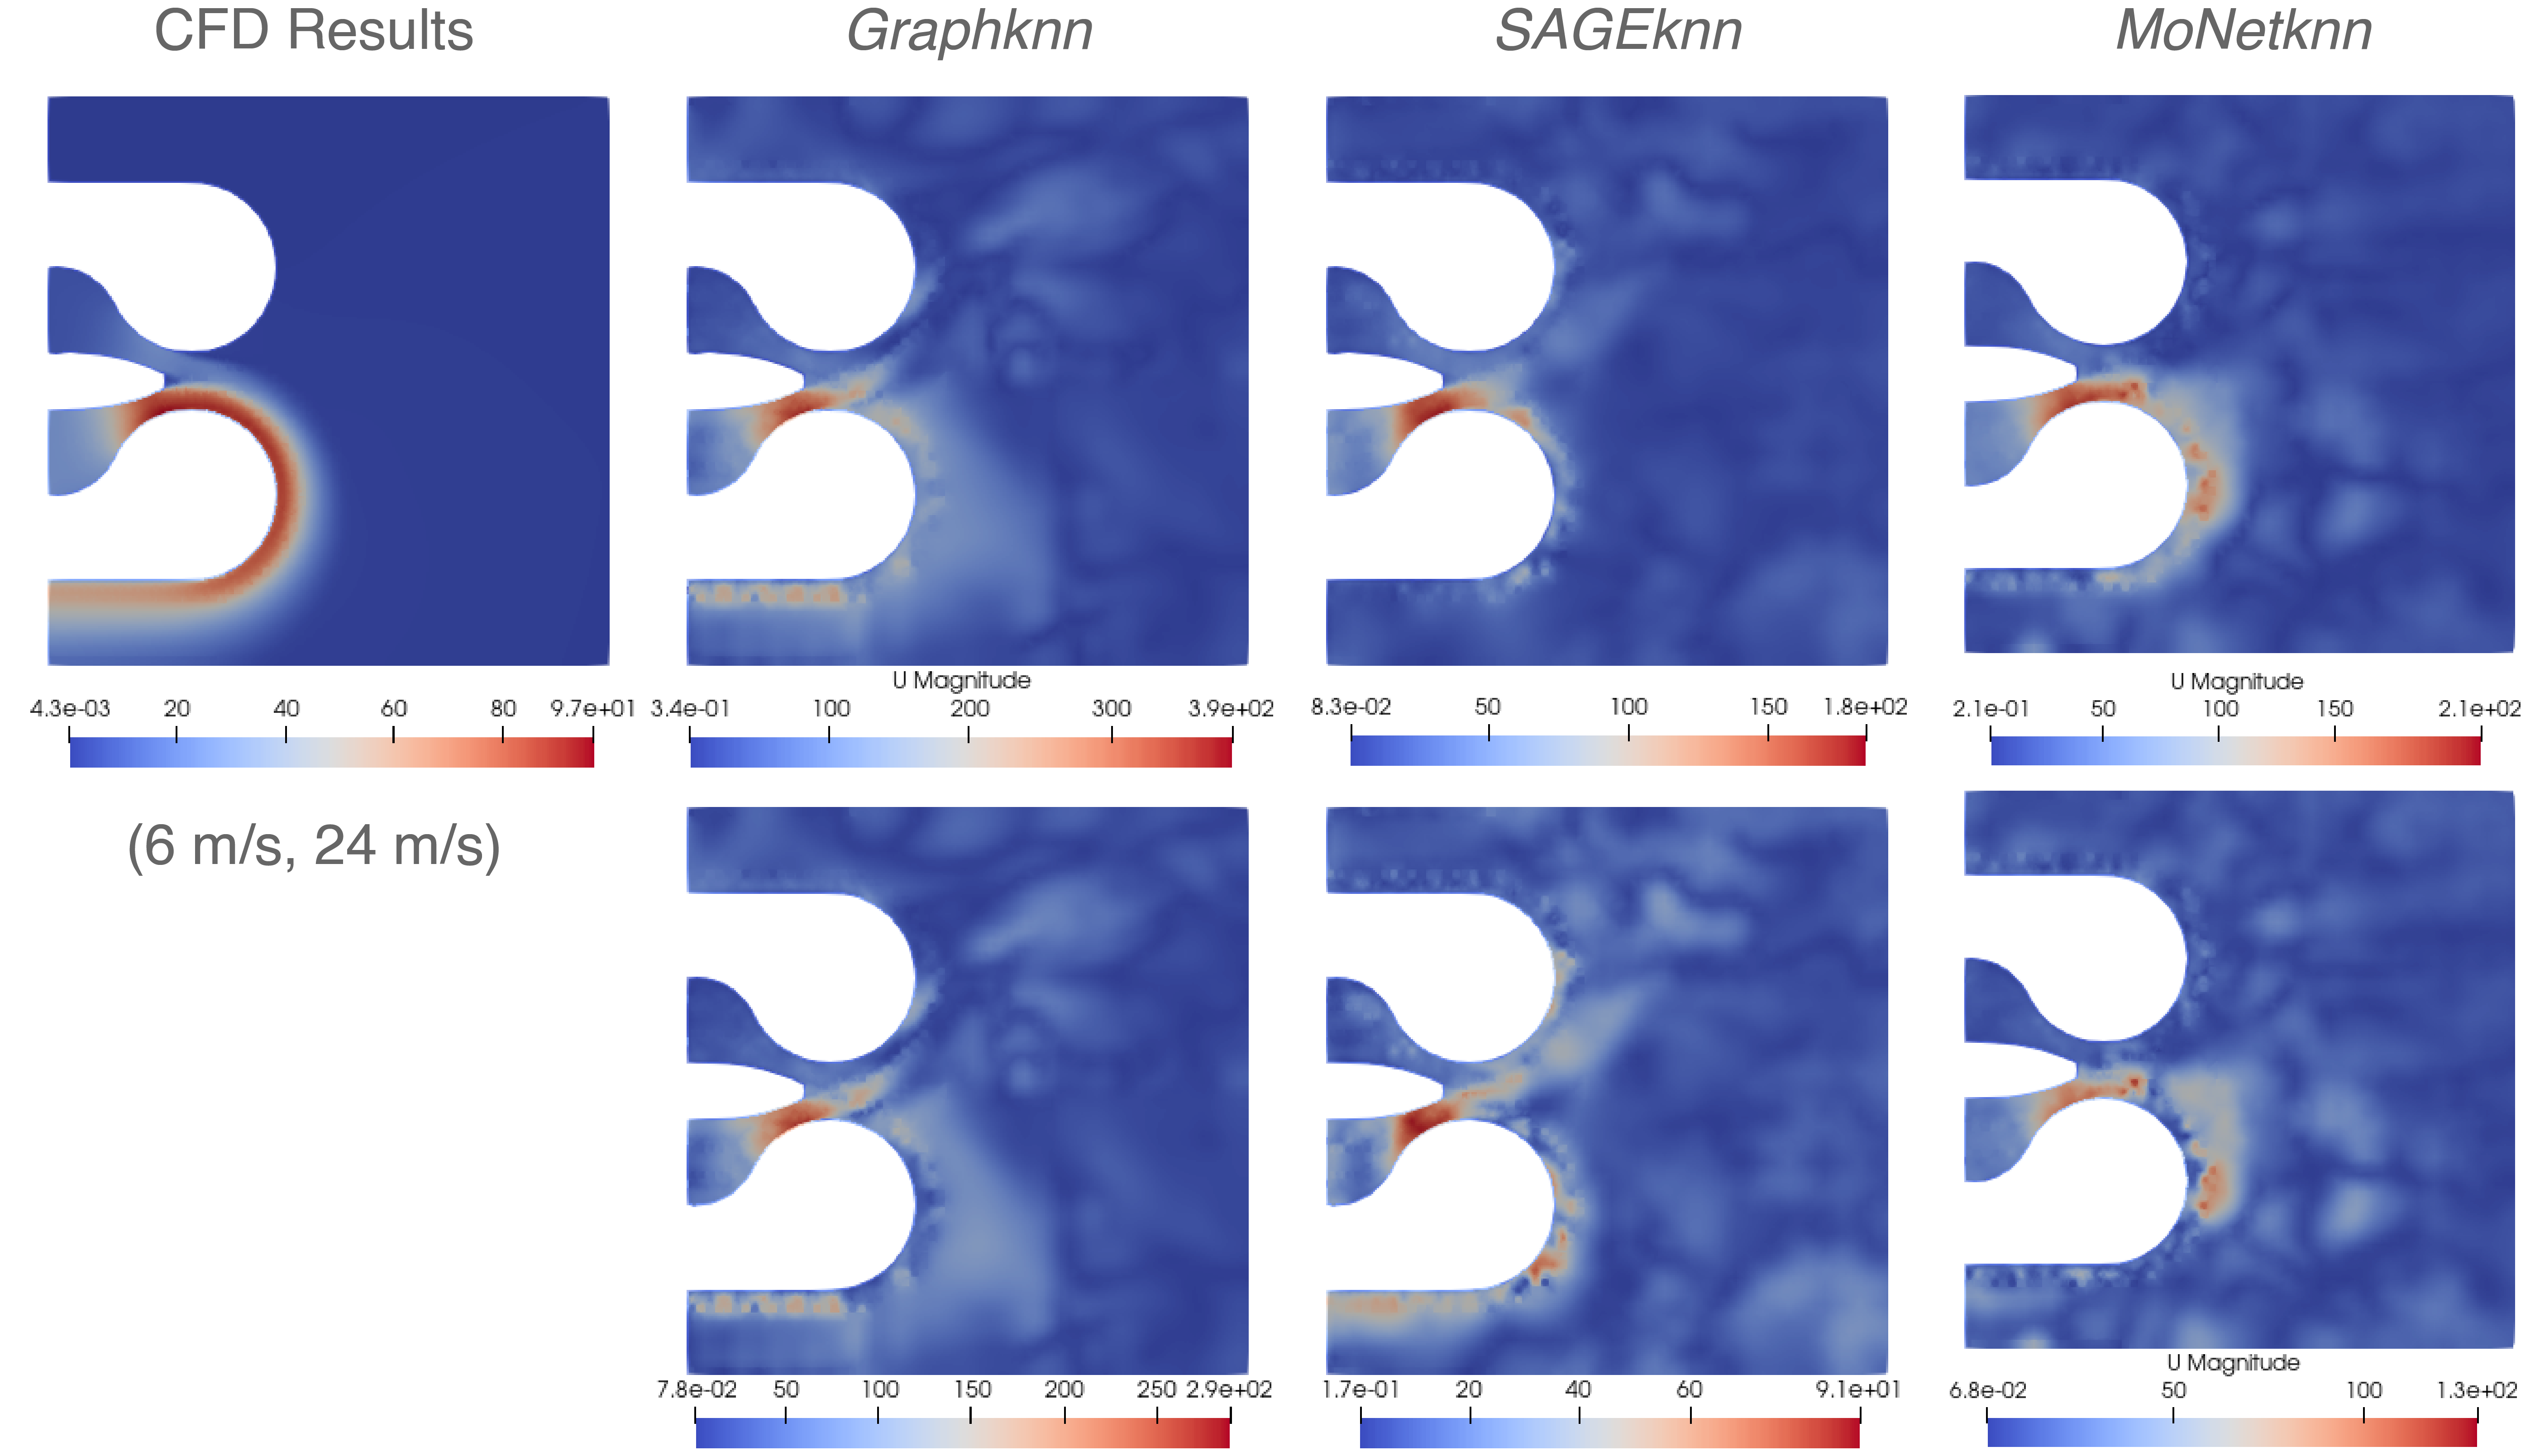 CFD Results
Graphknn
SAGEknn
MoNetknn
4.3e-03 20 40 60 80 9.7e+01
U Magnitude
3.4e-01 100 200 300 3.9e+02
8.3e-02 50 100 150 1.8e+02
U Magnitude
2.1e-01 50 100 150 2.1e+02
(6 m/s, 24 m/s)
7.8e-02 50 100 150 200 250 2.9e+02
1.7e-01 20 40 60 9.1e+01
U Magnitude
6.8e-02 50 100 1.3e+02